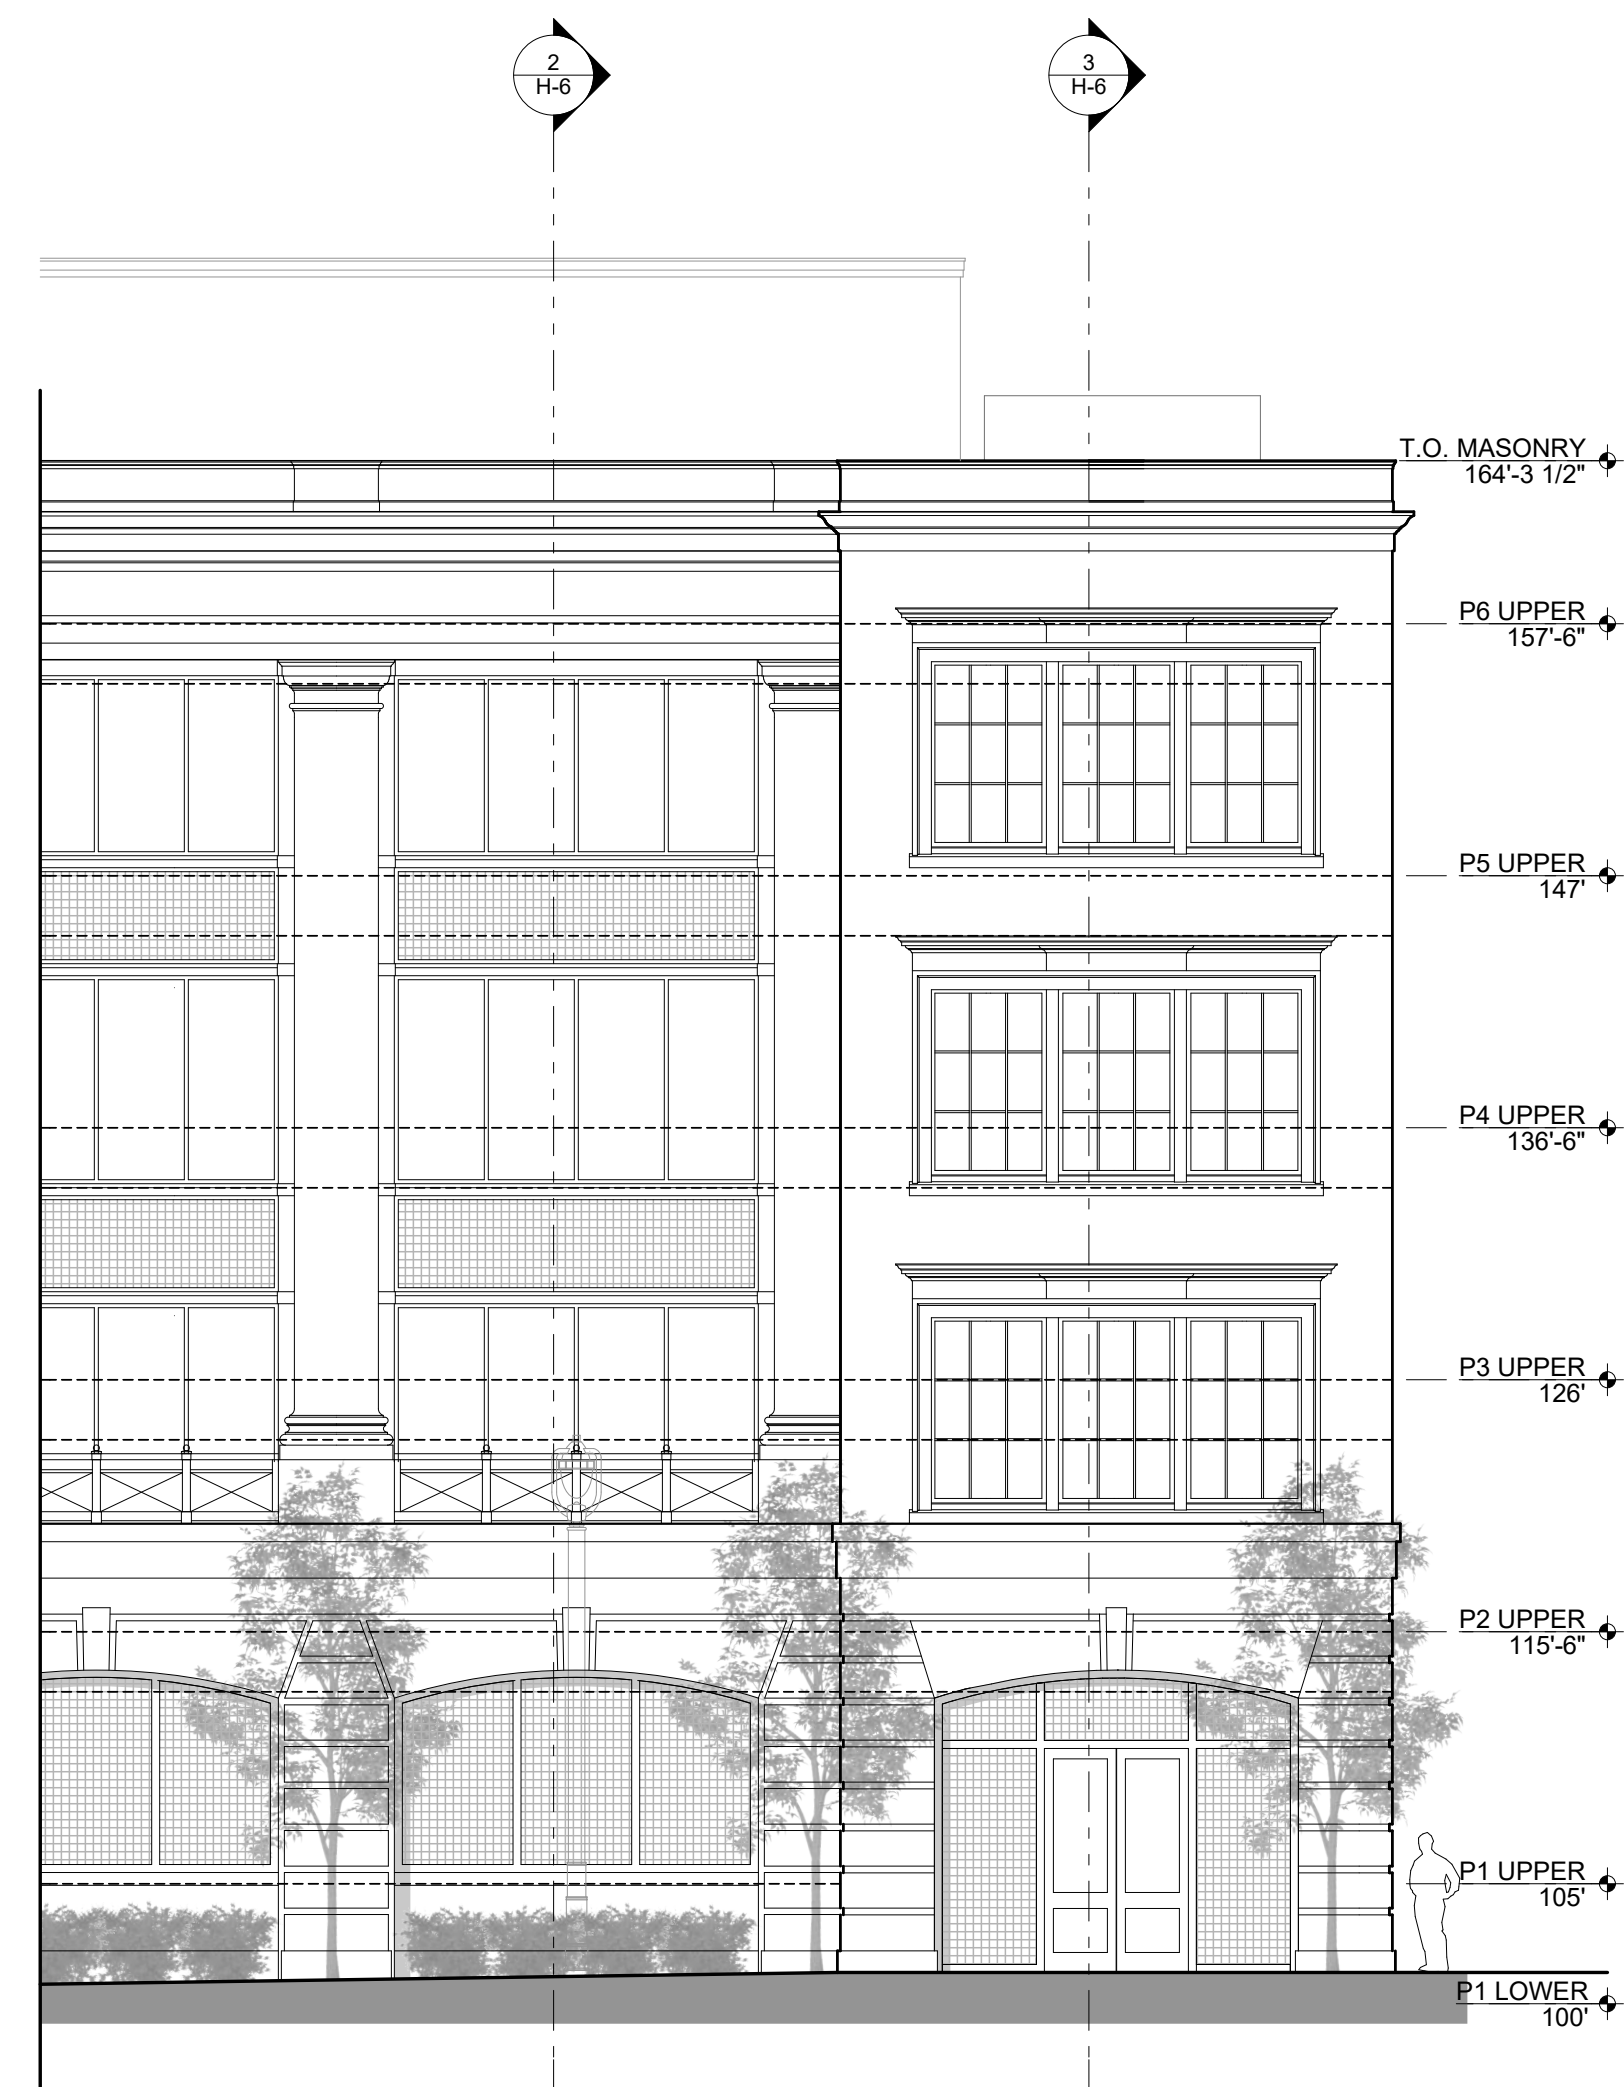 2
H-6
3
H-6
T.O. MASONRY
164'-3 1/2"
P6 UPPER
157'-6"
P5 UPPER
147'
P4 UPPER
136'-6"
P3 UPPER
126'
P2 UPPER
115'-6"
P1 UPPER
105'
P1 LOWER
100'